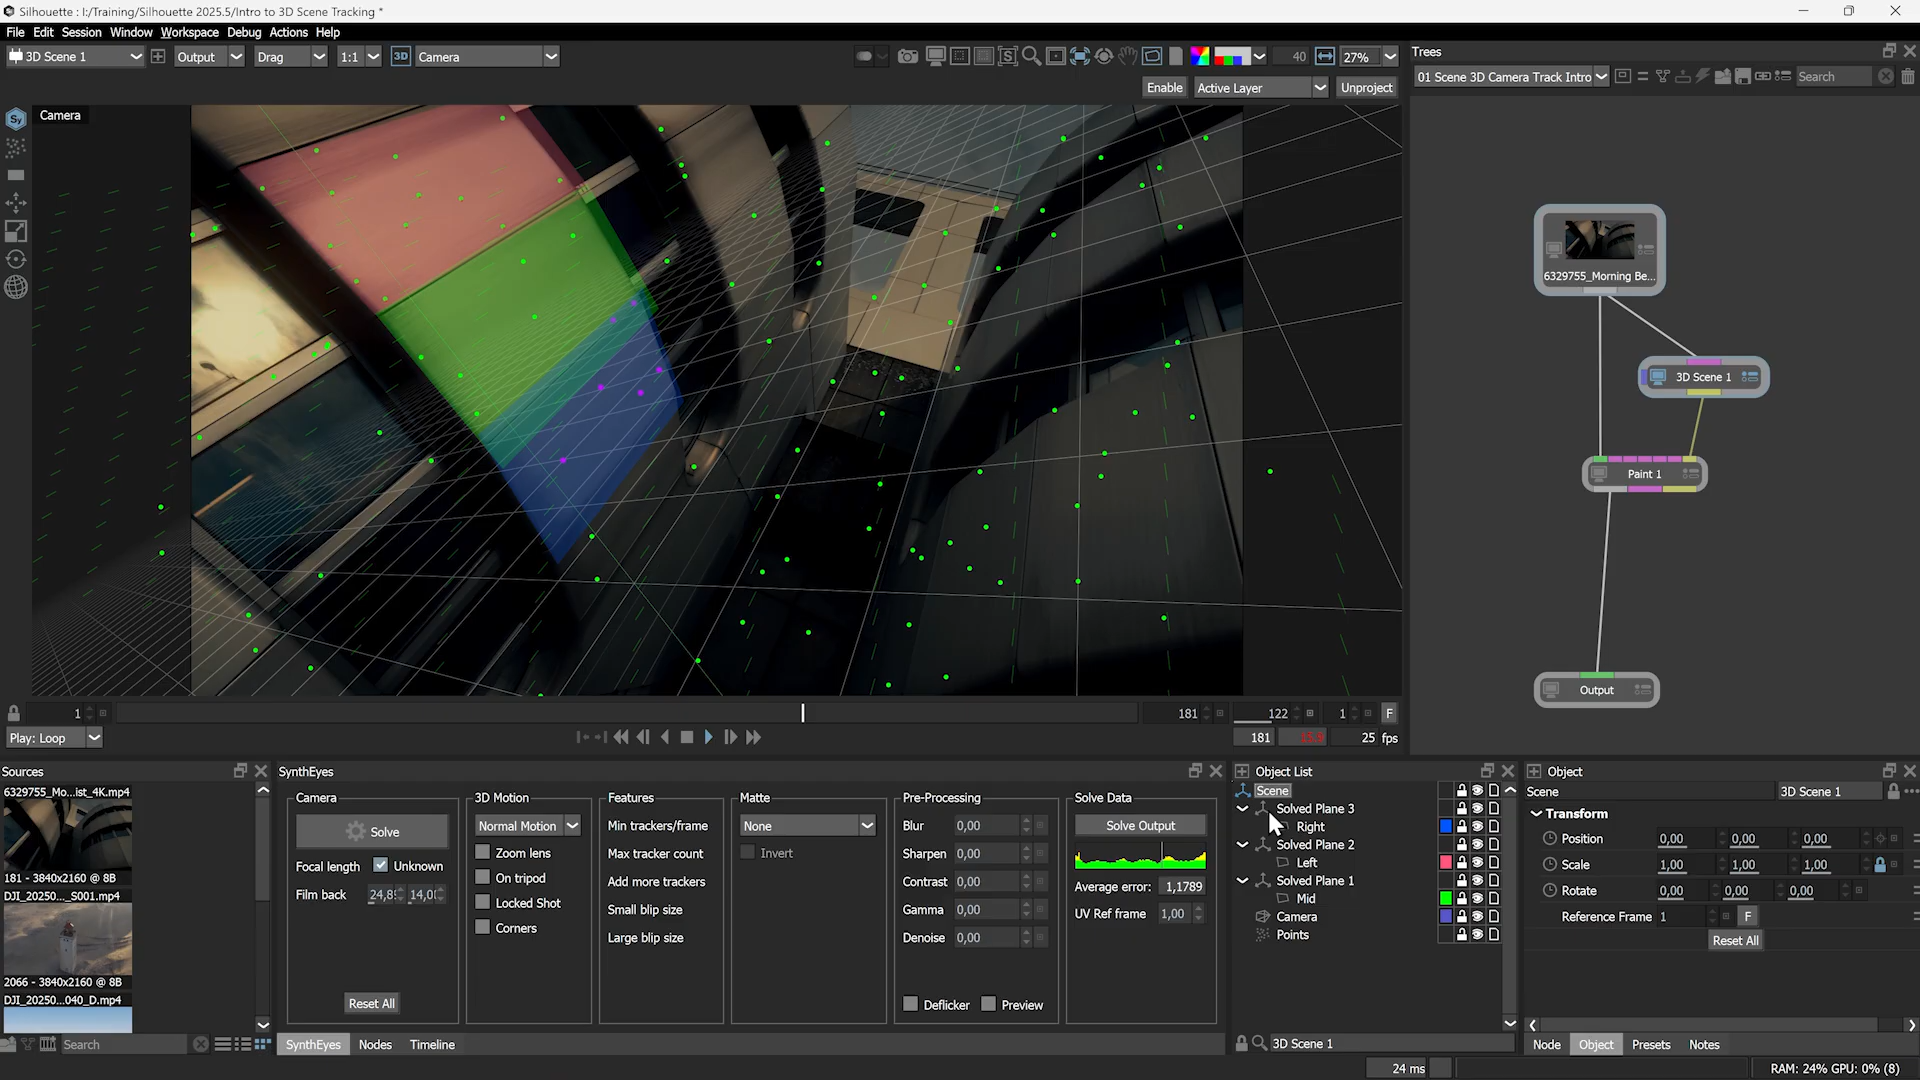 Silhouette : I:/Training/Silhouette 2025.5/Intro to 3D Scene Tracking *
File Edit Session Window Workspace Debug Actions Help
3D Scene 1 Output Drag 1:1 3D Camera 40 27%
Enable Active Layer Unproject
Camera
Trees
01 Scene 3D Camera Track Intro Search
6329755_Morning Be...
3D Scene 1
Paint 1
Output
1 181 122 1 F
Play: Loop 181 25 fps
Sources
6329755_Mo...ist_4K.mp4
181 - 3840x2160 @ 8B
DJI_20250..._S001.mp4
2066 - 3840x2160 @ 8B
DJI_20250...040_D.mp4
Search
SynthEyes
Camera
Solve
Focal length Unknown
Film back 24,8 14,0
Reset All
3D Motion
Normal Motion
Zoom lens
On tripod
Locked Shot
Corners
Features
Min trackers/frame
Max tracker count
Add more trackers
Small blip size
Large blip size
Matte
None
Invert
Pre-Processing
Blur 0,00
Sharpen 0,00
Contrast 0,00
Gamma 0,00
Denoise 0,00
Deflicker Preview
Solve Data
Solve Output
Average error: 1,1789
UV Ref frame 1,00
SynthEyes Nodes Timeline
Object List
Scene
Solved Plane 3
Right
Solved Plane 2
Left
Solved Plane 1
Mid
Camera
Points
3D Scene 1
Object
Scene 3D Scene 1
Transform
Position 0,00 0,00 0,00
Scale 1,00 1,00 1,00
Rotate 0,00 0,00 0,00
Reference Frame 1 F
Reset All
Node Object Presets Notes
24 ms RAM: 24% GPU: 0% (8)